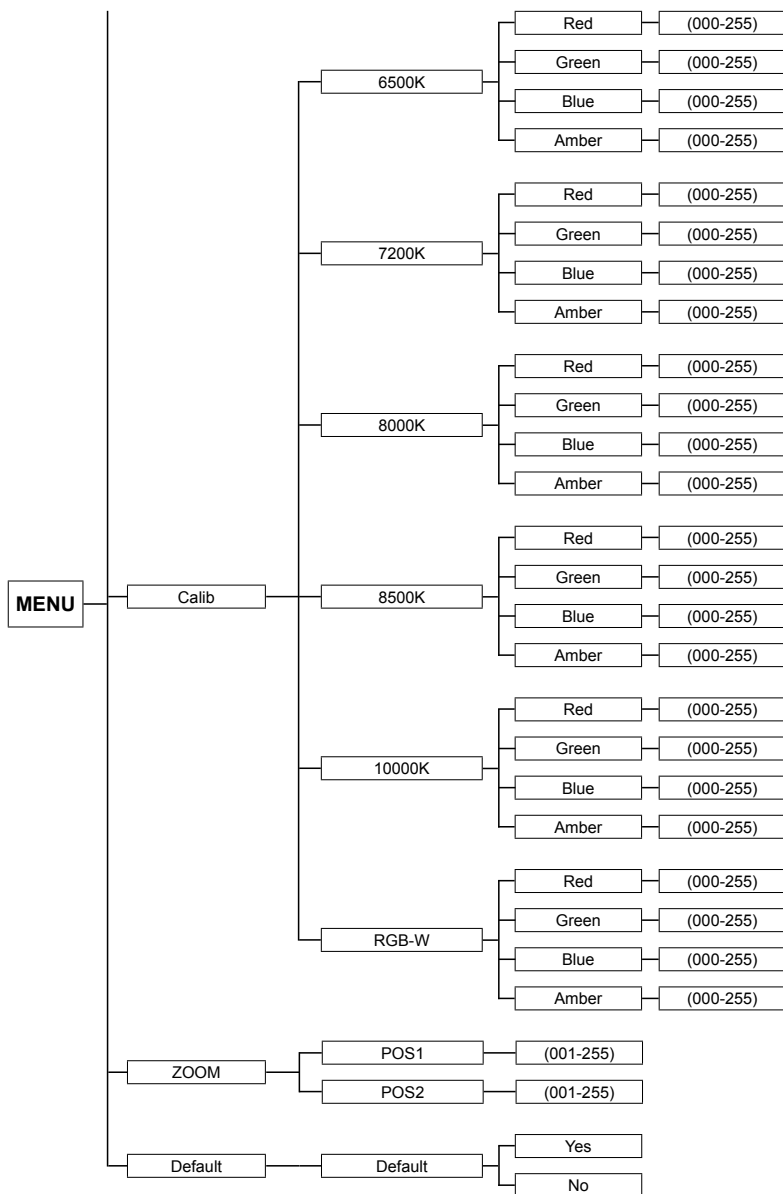 Red (000-255)
Green (000-255)
6500K
Blue (000-255)
Amber (000-255)
Red (000-255)
Green (000-255)
7200K
Blue (000-255)
Amber (000-255)
Red (000-255)
Green (000-255)
8000K
Blue (000-255)
Amber (000-255)
Red (000-255)
Green (000-255)
MENU Calib 8500K
Blue (000-255)
Amber (000-255)
Red (000-255)
Green (000-255)
10000K
Blue (000-255)
Amber (000-255)
Red (000-255)
Green (000-255)
RGB-W
Blue (000-255)
Amber (000-255)
POS1 (001-255)
ZOOM
POS2 (001-255)
Yes
Default Default
No